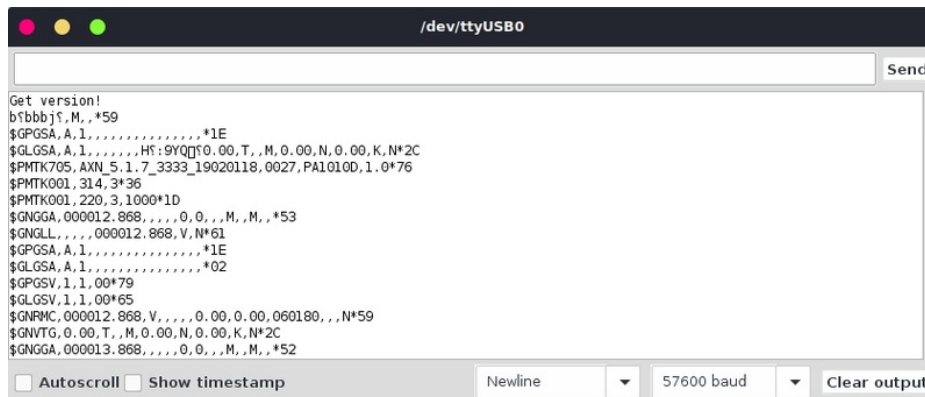 /dev/ttyUSB0
Send
Get version!
b⸮bbbj⸮,M,,*59
$GPGSA,A,1,,,,,,,,,,,,,,,*1E
$GLGSA,A,1,,,,,,,H⸮:9YQ□⸮0.00,T,,M,0.00,N,0.00,K,N*2C
$PMTK705,AXN_5.1.7_3333_19020118,0027,PA1010D,1.0*76
$PMTK001,314,3*36
$PMTK001,220,3,1000*1D
$GNGGA,000012.868,,,,,0,0,,,M,,M,,*53
$GNGLL,,,,,000012.868,V,N*61
$GPGSA,A,1,,,,,,,,,,,,,,,*1E
$GLGSA,A,1,,,,,,,,,,,,,,,*02
$GPGSV,1,1,00*79
$GLGSV,1,1,00*65
$GNRMC,000012.868,V,,,,,0.00,0.00,060180,,,N*59
$GNVTG,0.00,T,,M,0.00,N,0.00,K,N*2C
$GNGGA,000013.868,,,,,0,0,,,M,,M,,*52
Autoscroll Show timestamp Newline 57600 baud Clear output